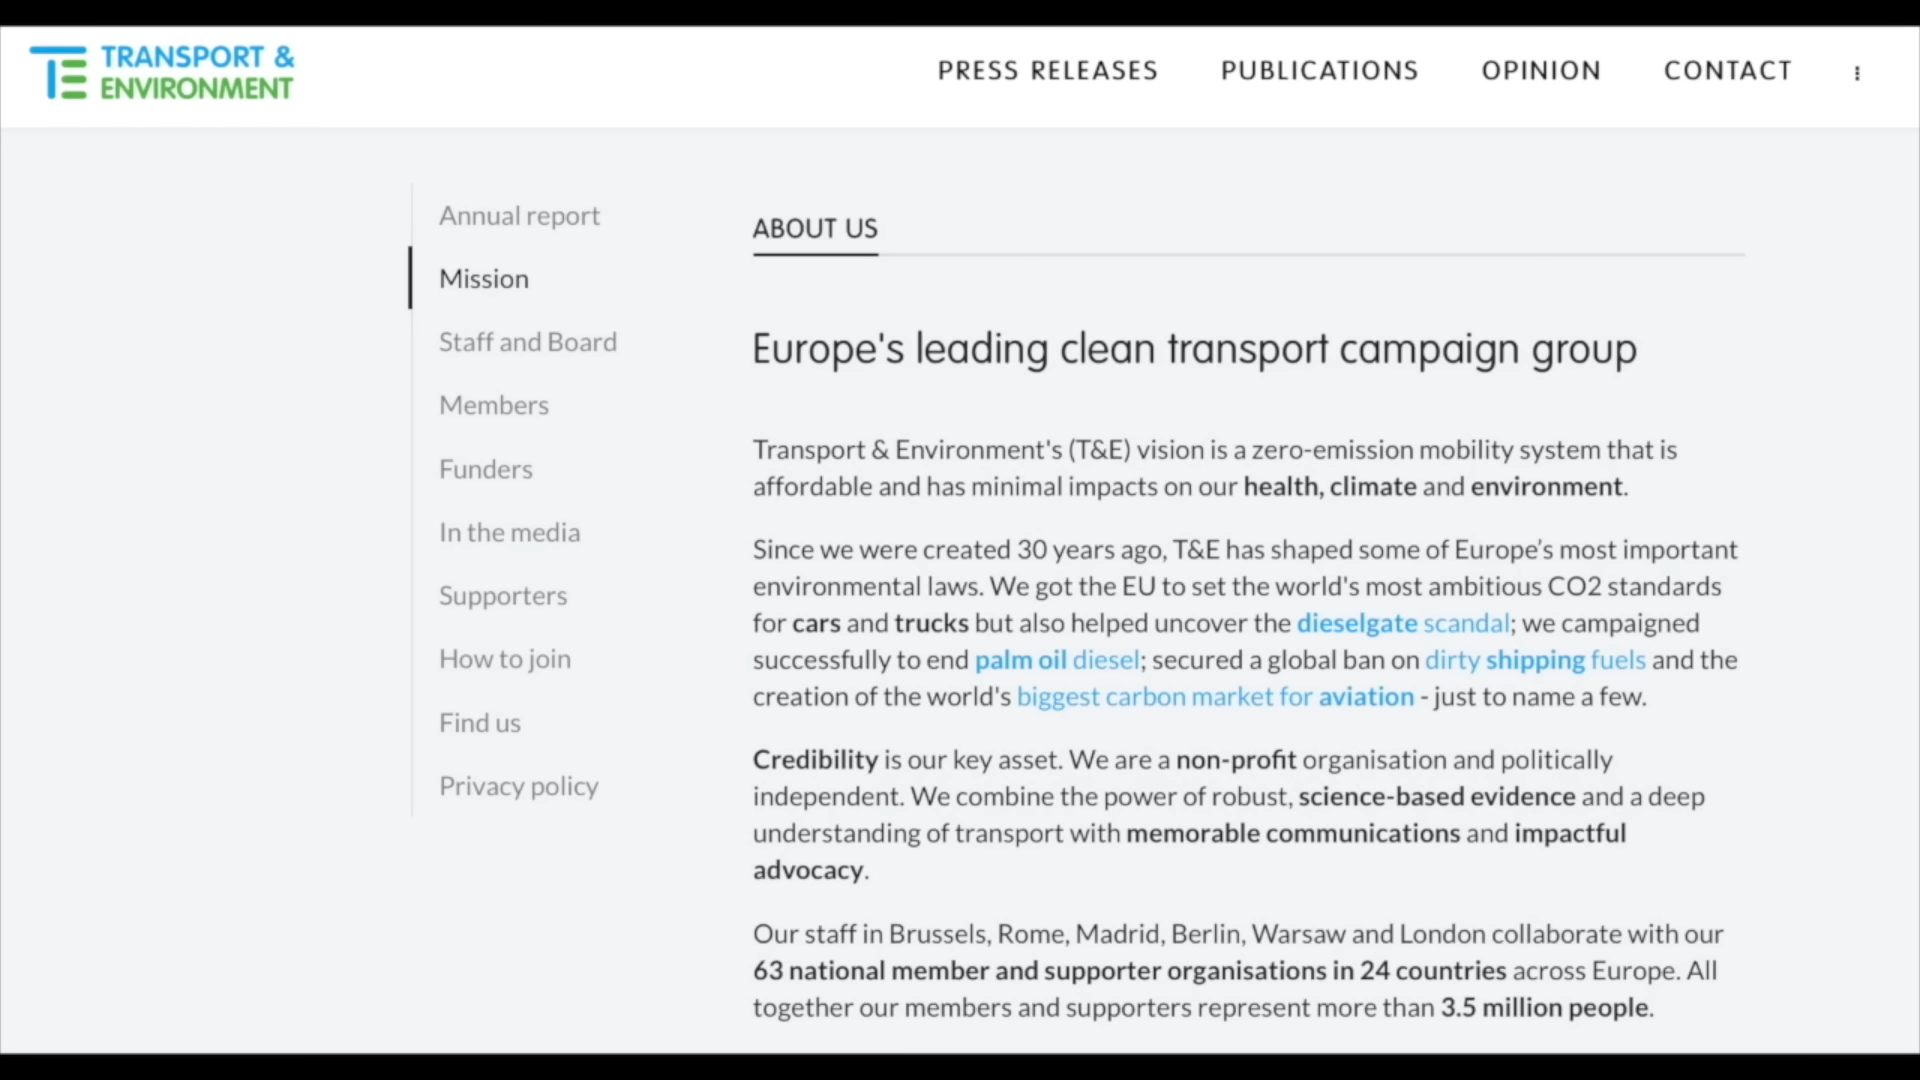 TRANSPORT &
ENVIRONMENT
PRESS RELEASES
PUBLICATIONS
OPINION
CONTACT
Annual report
Mission
Staff and Board
Members
Funders
In the media
Supporters
How to join
Find us
Privacy policy
ABOUT US
Europe's leading clean transport campaign group
Transport & Environment's (T&E) vision is a zero-emission mobility system that is
affordable and has minimal impacts on our health, climate and environment.
Since we were created 30 years ago, T&E has shaped some of Europe’s most important
environmental laws. We got the EU to set the world's most ambitious CO2 standards
for cars and trucks but also helped uncover the dieselgate scandal; we campaigned
successfully to end palm oil diesel; secured a global ban on dirty shipping fuels and the
creation of the world's biggest carbon market for aviation - just to name a few.
Credibility is our key asset. We are a non-profit organisation and politically
independent. We combine the power of robust, science-based evidence and a deep
understanding of transport with memorable communications and impactful
advocacy.
Our staff in Brussels, Rome, Madrid, Berlin, Warsaw and London collaborate with our
63 national member and supporter organisations in 24 countries across Europe. All
together our members and supporters represent more than 3.5 million people.